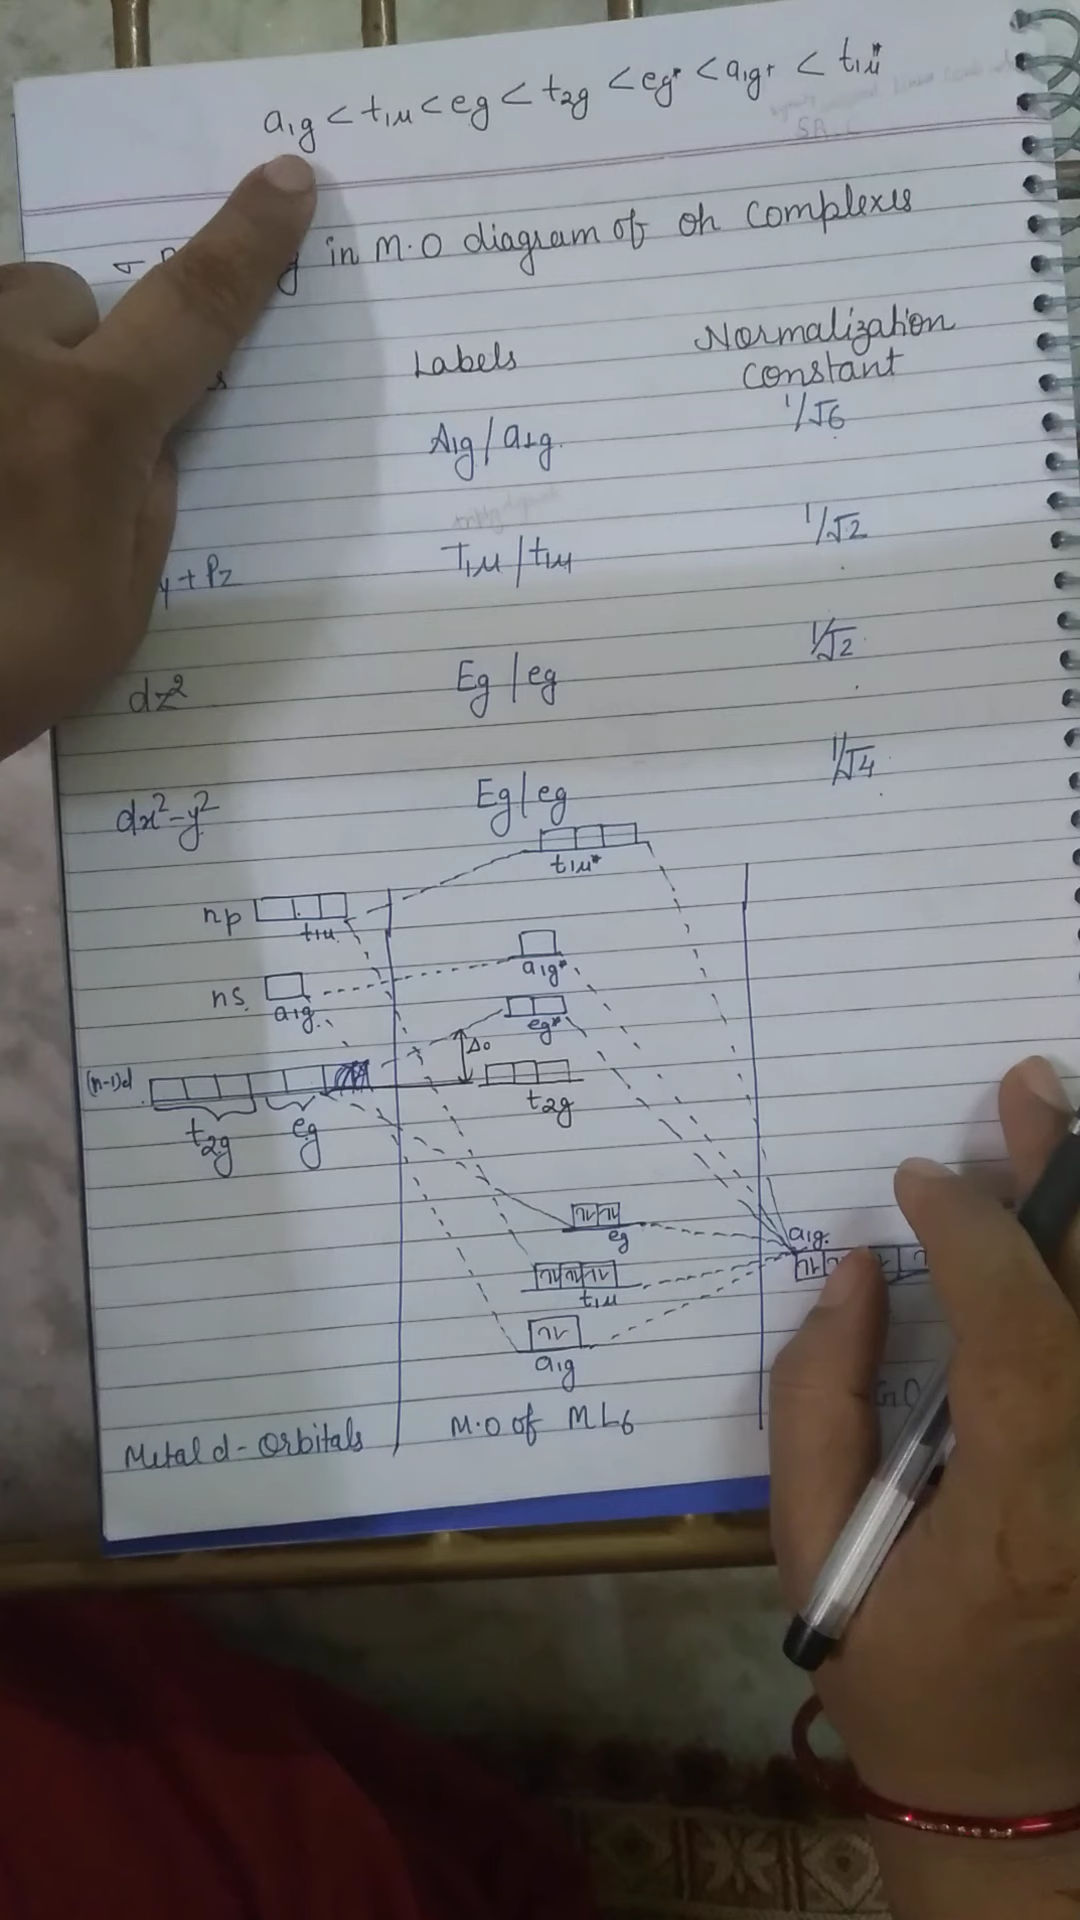 a1g < t1u < eg < t2g < eg* < a1g* < t1u*
in M.O diagram of oh complexes
Labels
Normalization constant
A1g / a1g.
1/√6
y + Pz
T1u / t1u
1/√2
dz²
Eg / eg
1/√2
dx²-y²
Eg / eg
1/√4
t1u*
np
t1u.
ns.
a1g.
a1g*
eg*
Δo
(n-1)d
t2g
eg
t2g
eg
a1g.
t1u
a1g
Metal d- Orbitals
M.O of ML6